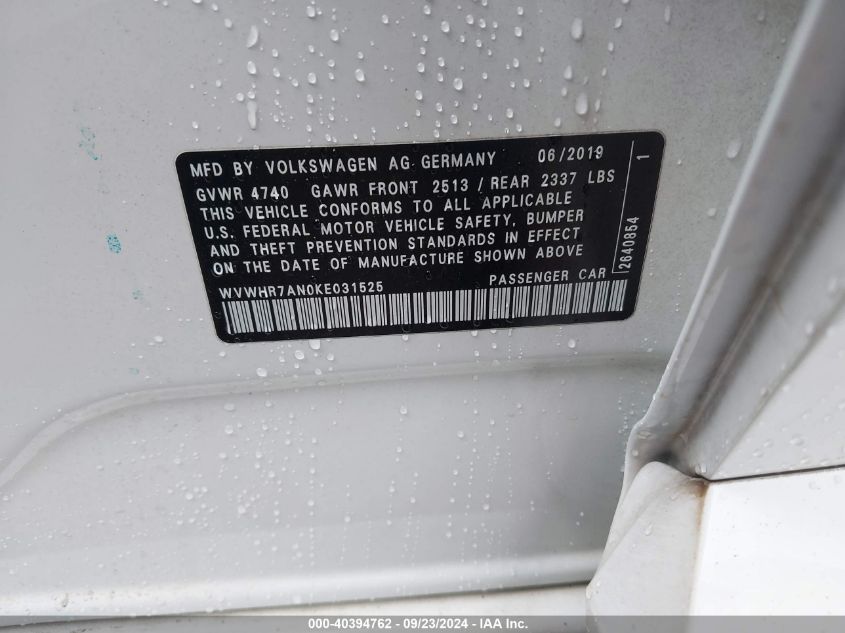 MFD BY VOLKSWAGEN AG GERMANY 06/2019
GVWR 4740 GAWR FRONT 2513 / REAR 2337 LBS
THIS VEHICLE CONFORMS TO ALL APPLICABLE
U.S. FEDERAL MOTOR VEHICLE SAFETY, BUMPER
AND THEFT PREVENTION STANDARDS IN EFFECT
ON THE DATE OF MANUFACTURE SHOWN ABOVE
WVWHR7AN0KE031525 PASSENGER CAR
2640854 1
000-40394762 - 09/23/2024 - IAA Inc.